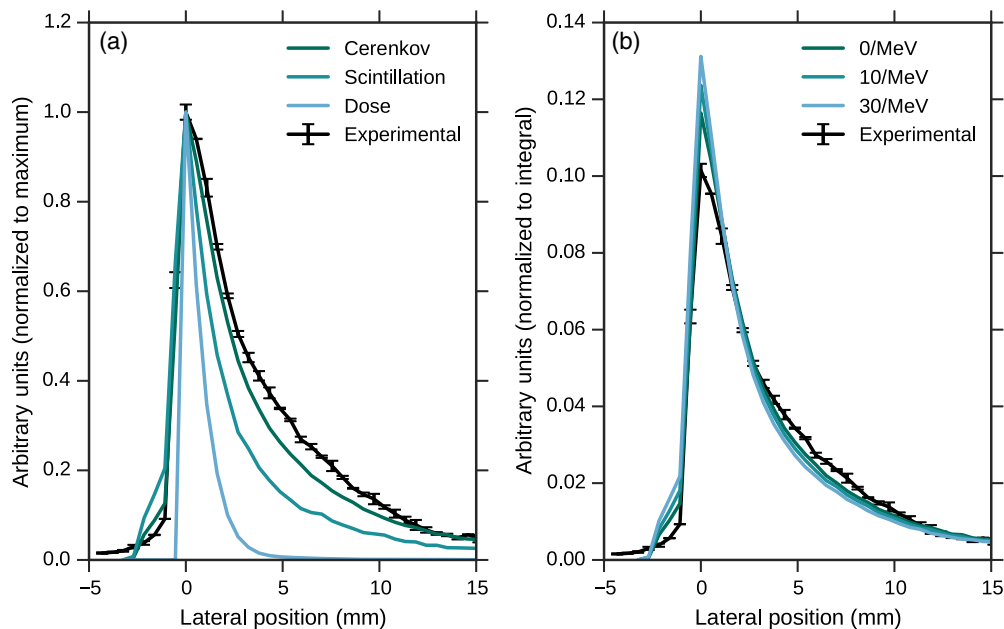 (a)
Cerenkov
Scintillation
Dose
Experimental
1.2
1.0
0.8
0.6
0.4
0.2
0.0
Arbitrary units (normalized to maximum)
−5
0
5
10
15
Lateral position (mm)
(b)
0/MeV
10/MeV
30/MeV
Experimental
0.14
0.12
0.10
0.08
0.06
0.04
0.02
0.00
Arbitrary units (normalized to integral)
−5
0
5
10
15
Lateral position (mm)